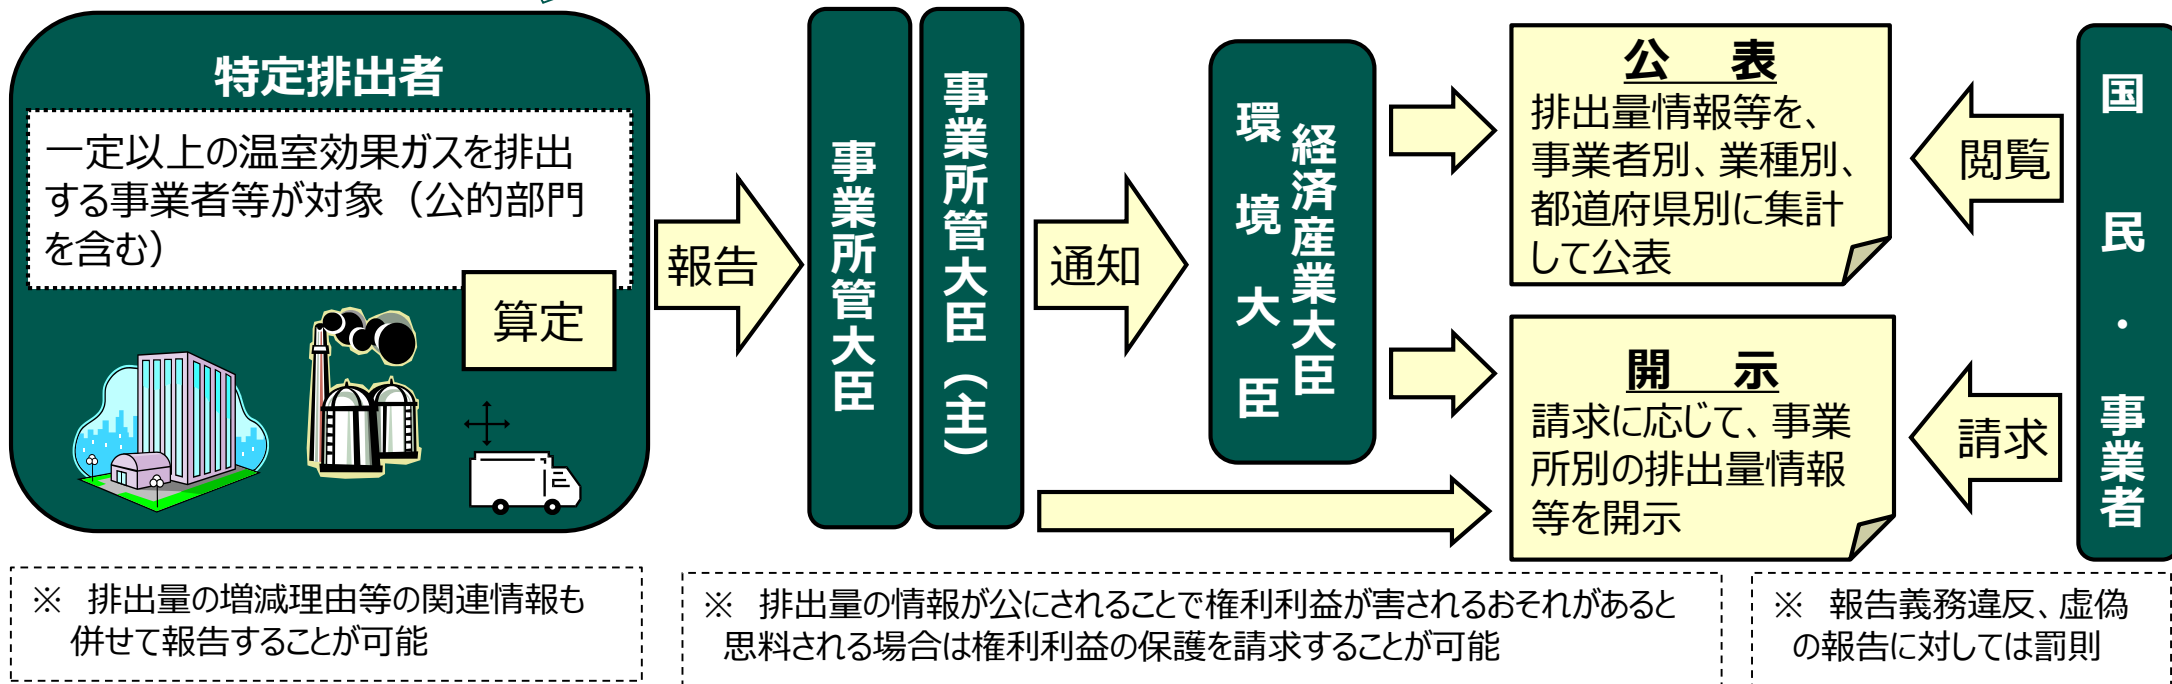 特定排出者
一定以上の温室効果ガスを排出
する事業者等が対象（公的部門
を含む）
算定
報告
事業所管大臣
事業所管大臣（主）
通知
環境大臣
経済産業大臣
公　表
排出量情報等を、
事業者別、業種別、
都道府県別に集計
して公表
開　示
請求に応じて、事業
所別の排出量情報
等を開示
閲覧
請求
国民・事業者
※　排出量の増減理由等の関連情報も
併せて報告することが可能
※　排出量の情報が公にされることで権利利益が害されるおそれがあると
思料される場合は権利利益の保護を請求することが可能
※　報告義務違反、虚偽
の報告に対しては罰則